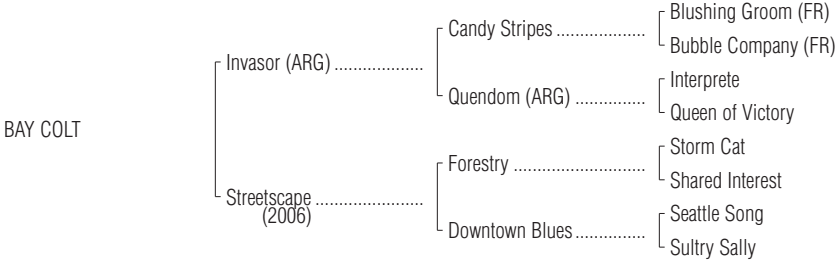 Blushing Groom (FR)
Candy Stripes ...................
Bubble Company (FR)
Invasor (ARG) ...................
Interprete
Quendom (ARG) ...............
Queen of Victory
BAY COLT
Storm Cat
Forestry ............................
Shared Interest
Streetscape .......................
(2006)
Seattle Song
Downtown Blues ...............
Sultry Sally